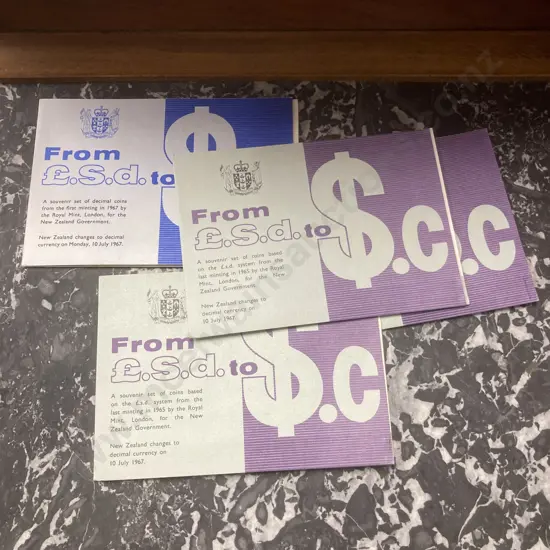 From
£.S.d. to $
A souvenir set of decimal coins
from the first minting in 1967 by
the Royal Mint, London, for the
New Zealand Government.
New Zealand changes to decimal
currency on Monday, 10 July 1967.
From
£.S.d. to $.c
A souvenir set of coins based
on the £.s.d. system from the
last minting in 1965 by the Royal
Mint, London, for the New
Zealand Government.
New Zealand changes to
decimal currency on
10 July 1967.
.c
From
£.S.d. to $.c
A souvenir set of coins based
on the £.s.d. system from the
last minting in 1965 by the Royal
Mint, London, for the New
Zealand Government.
New Zealand changes to
decimal currency on
10 July 1967.